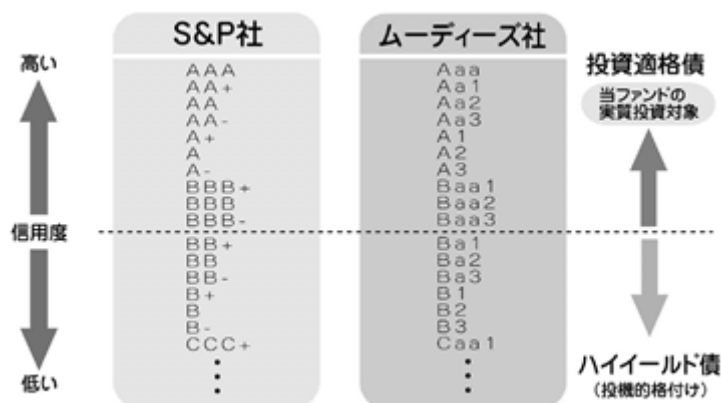 S&P社
ムーディーズ社
高い
信用度
低い
AAA
AA+
AA
AA-
A+
A
A-
BBB+
BBB
BBB-
BB+
BB
BB-
B+
B
B-
CCC+
⋮
Aaa
Aa1
Aa2
Aa3
A1
A2
A3
Baa1
Baa2
Baa3
Ba1
Ba2
Ba3
B1
B2
B3
Caa1
⋮
投資適格債
当ファンドの
実質投資対象
ハイイールド債
(投機的格付け)